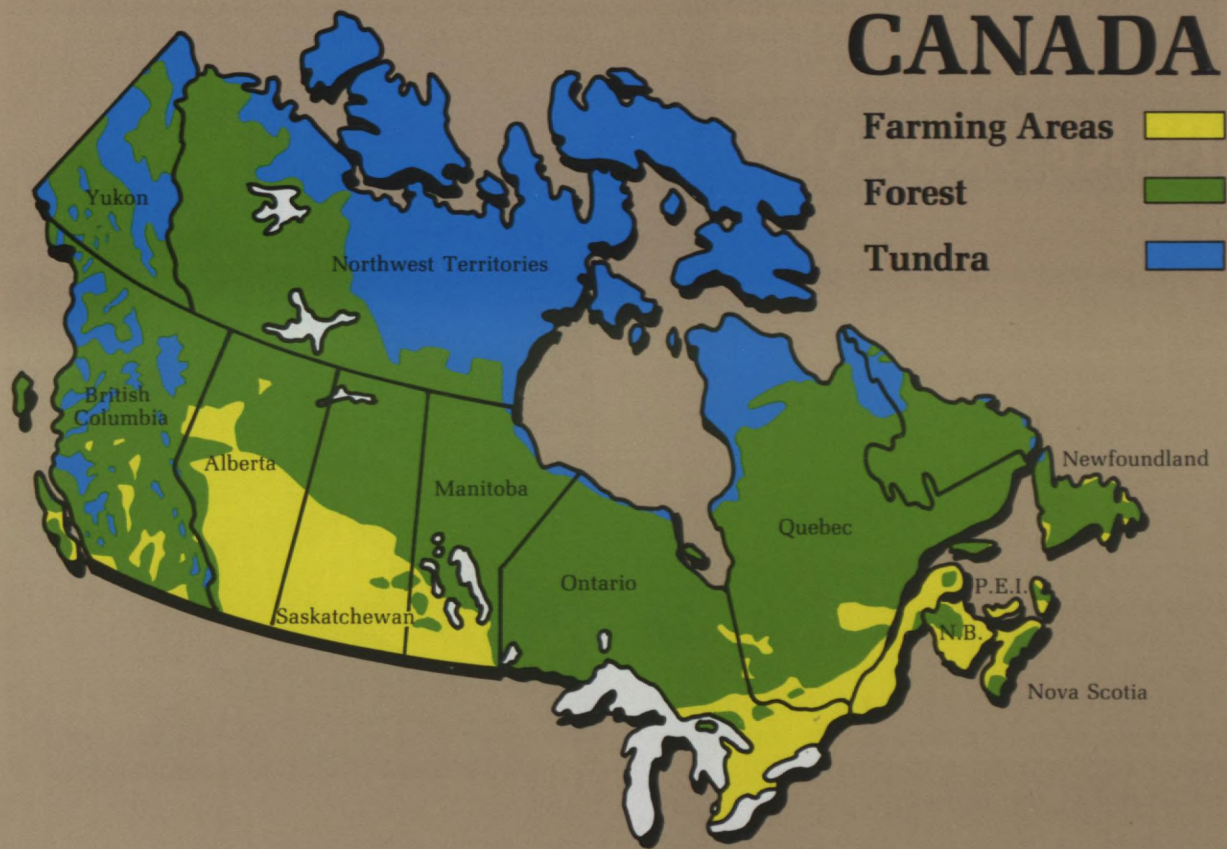 CANADA
Farming Areas
Forest
Tundra
Yukon
Northwest Territories
British
Columbia
Alberta
Saskatchewan
Manitoba
Ontario
Quebec
Newfoundland
P.E.I.
N.B.
Nova Scotia